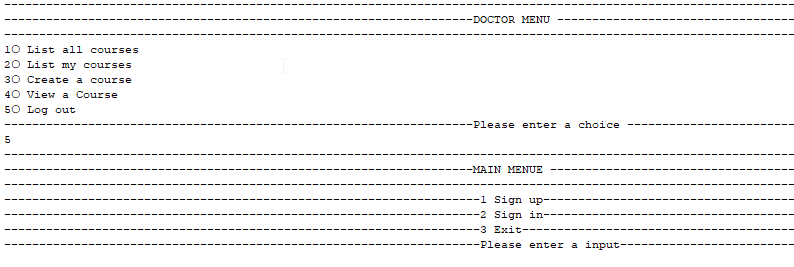 DOCTOR MENU
1○ List all courses
2○ List my courses
3○ Create a course
4○ View a Course
5○ Log out
Please enter a choice
5
MAIN MENUE
1 Sign up
2 Sign in
3 Exit
Please enter a input